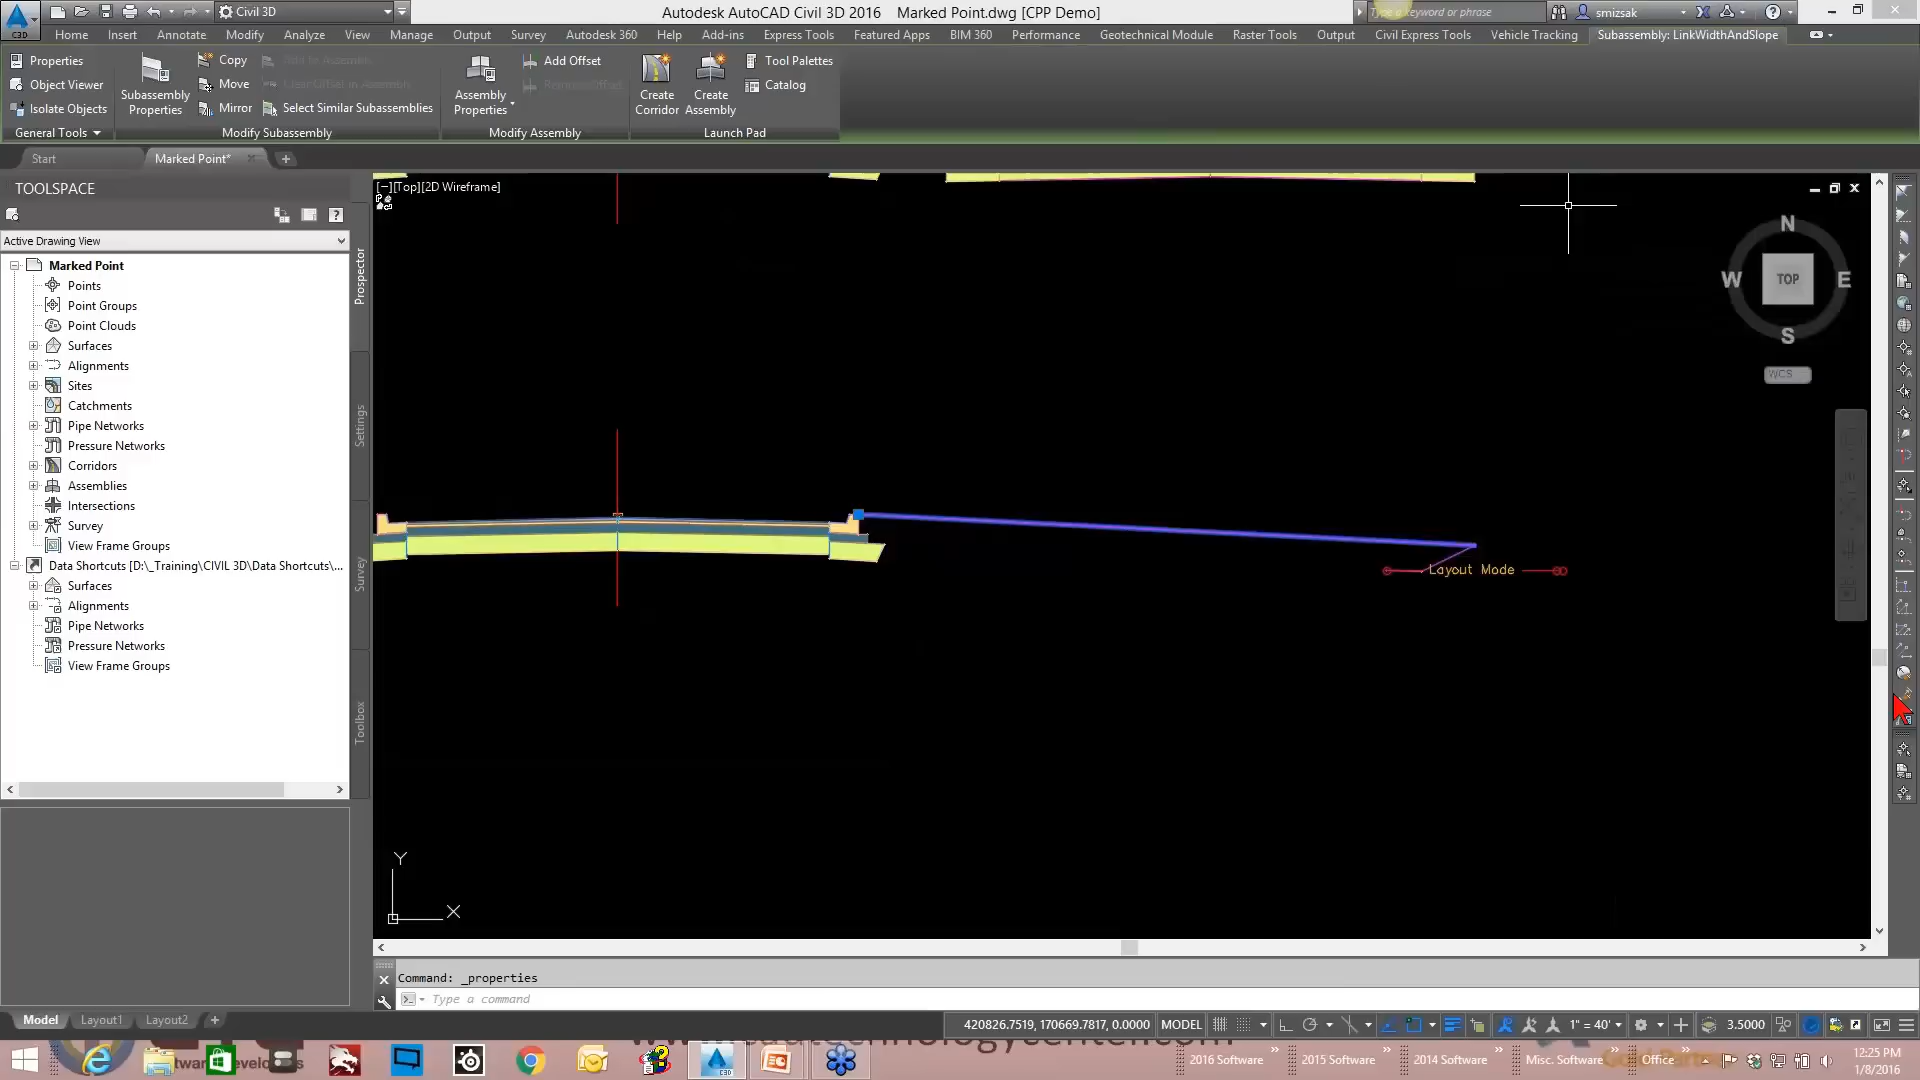 Civil 3D
Autodesk AutoCAD Civil 3D 2016 Marked Point.dwg [CPP Demo]
Type a keyword or phrase
smizsak
C3D
Home Insert Annotate Modify Analyze View Manage Output Survey Autodesk 360 Help Add-ins Express Tools Featured Apps BIM 360 Performance Geotechnical Module Raster Tools Output Civil Express Tools Vehicle Tracking Subassembly: LinkWidthAndSlope
Properties
Object Viewer
Isolate Objects
General Tools
Subassembly
Properties
Copy
Move
Mirror
Add to Assembly
Select Similar Subassemblies
Modify Subassembly
Assembly
Properties
Add Offset
Modify Assembly
Create
Corridor
Create
Assembly
Tool Palettes
Catalog
Launch Pad
Start
Marked Point*
TOOLSPACE
Active Drawing View
Marked Point
Points
Point Groups
Point Clouds
Surfaces
Alignments
Sites
Catchments
Pipe Networks
Pressure Networks
Corridors
Assemblies
Intersections
Survey
View Frame Groups
Data Shortcuts [D:\_Training\CIVIL 3D\Data Shortcuts\...
Surfaces
Alignments
Pipe Networks
Pressure Networks
View Frame Groups
Prospector
Settings
Survey
Toolbox
[−][Top][2D Wireframe]
N
W
TOP
E
S
WCS
Layout Mode
Y
X
Command: _properties
Type a command
Model Layout1 Layout2
420826.7519, 170669.7817, 0.0000 MODEL
1" = 40'
3.5000
2016 Software
2015 Software
2014 Software
Misc. Software
Office
12:25 PM
1/8/2016